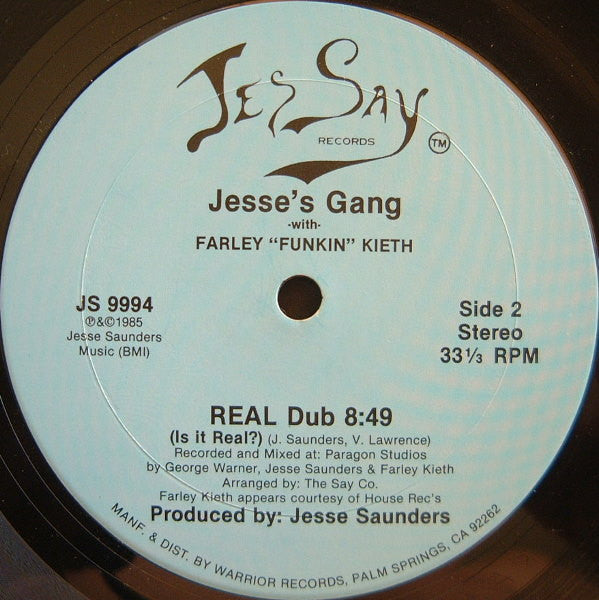 JES SAY
RECORDS
TM
Jesse's Gang
-with-
FARLEY “FUNKIN” KIETH
JS 9994
℗&©1985
Jesse Saunders
Music (BMI)
Side 2
Stereo
33⅓ RPM
REAL Dub 8:49
(Is it Real?) (J. Saunders, V. Lawrence)
Recorded and Mixed at: Paragon Studios
by George Warner, Jesse Saunders & Farley Kieth
Arranged by: The Say Co.
Farley Kieth appears courtesy of House Rec's
Produced by: Jesse Saunders
MANF. & DIST. BY WARRIOR RECORDS, PALM SPRINGS, CA 92262